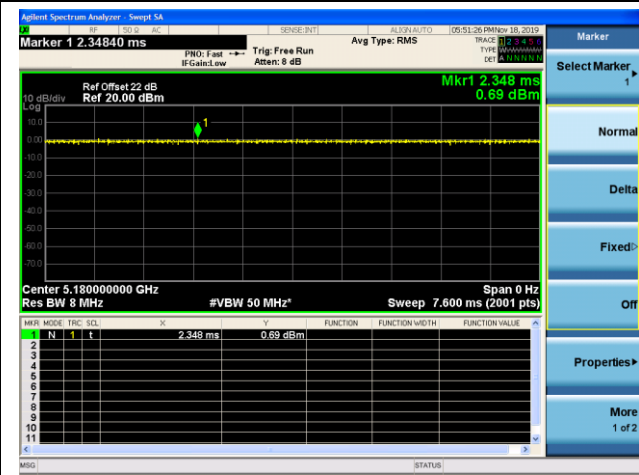 Agilent Spectrum Analyzer - Swept SA
RF 50 Ω AC SENSE:INT ALIGN AUTO 05:51:26 PM Nov 18, 2019
Marker 1 2.34840 ms
PNO: Fast
IFGain:Low
Trig: Free Run
Atten: 8 dB
Avg Type: RMS
TRACE 1 2 3 4 5 6
TYPE
DET A N N N N N
Ref Offset 22 dB
Ref 20.00 dBm
10 dB/div
Log
Mkr1 2.348 ms
0.69 dBm
10.0
1
0.00
-10.0
-20.0
-30.0
-40.0
-50.0
-60.0
-70.0
Center 5.180000000 GHz Span 0 Hz
Res BW 8 MHz #VBW 50 MHz* Sweep 7.600 ms (2001 pts)
MKR MODE TRC SCL X Y FUNCTION FUNCTION WIDTH FUNCTION VALUE
1 N 1 t 2.348 ms 0.69 dBm
2
3
4
5
6
7
8
9
10
11
MSG STATUS
Marker
Select Marker
1
Normal
Delta
Fixed
Off
Properties
More
1 of 2